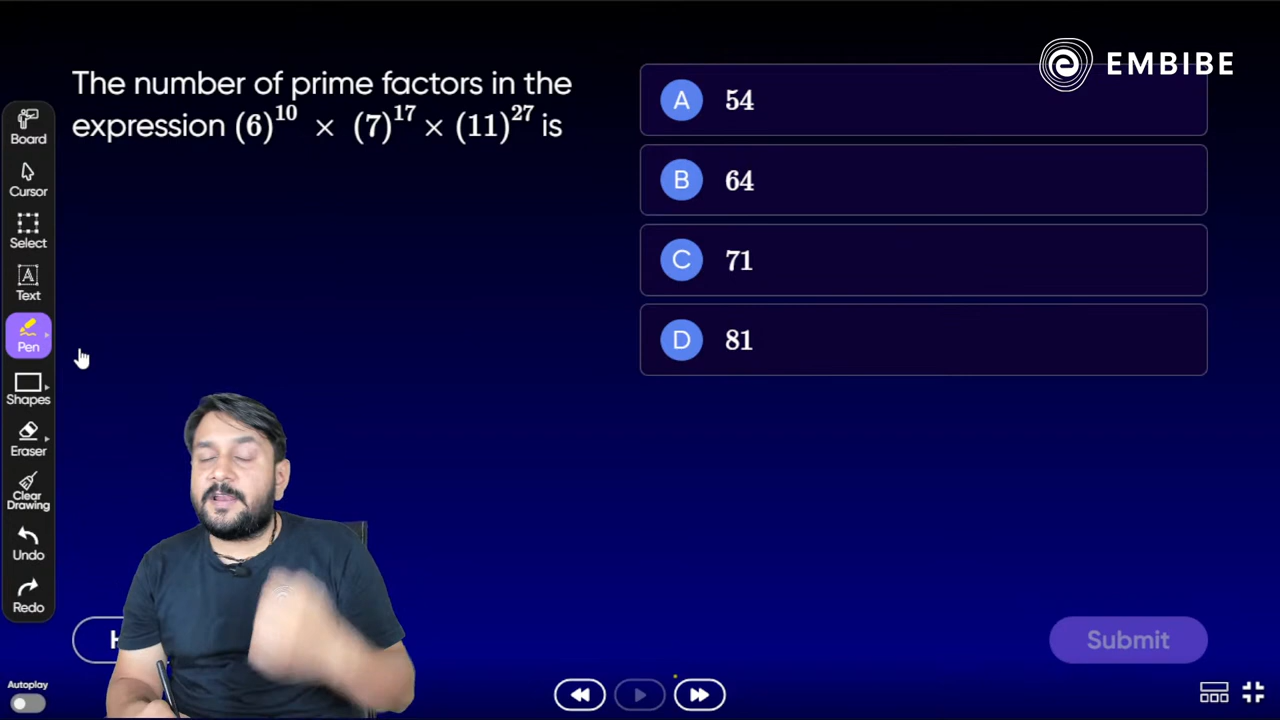 EMBIBE
The number of prime factors in the
expression (6)^10 × (7)^17 × (11)^27 is
A 54
B 64
C 71
D 81
Board
Cursor
Select
A
Text
Pen
Shapes
Eraser
Clear
Drawing
Undo
Redo
Autoplay
Submit